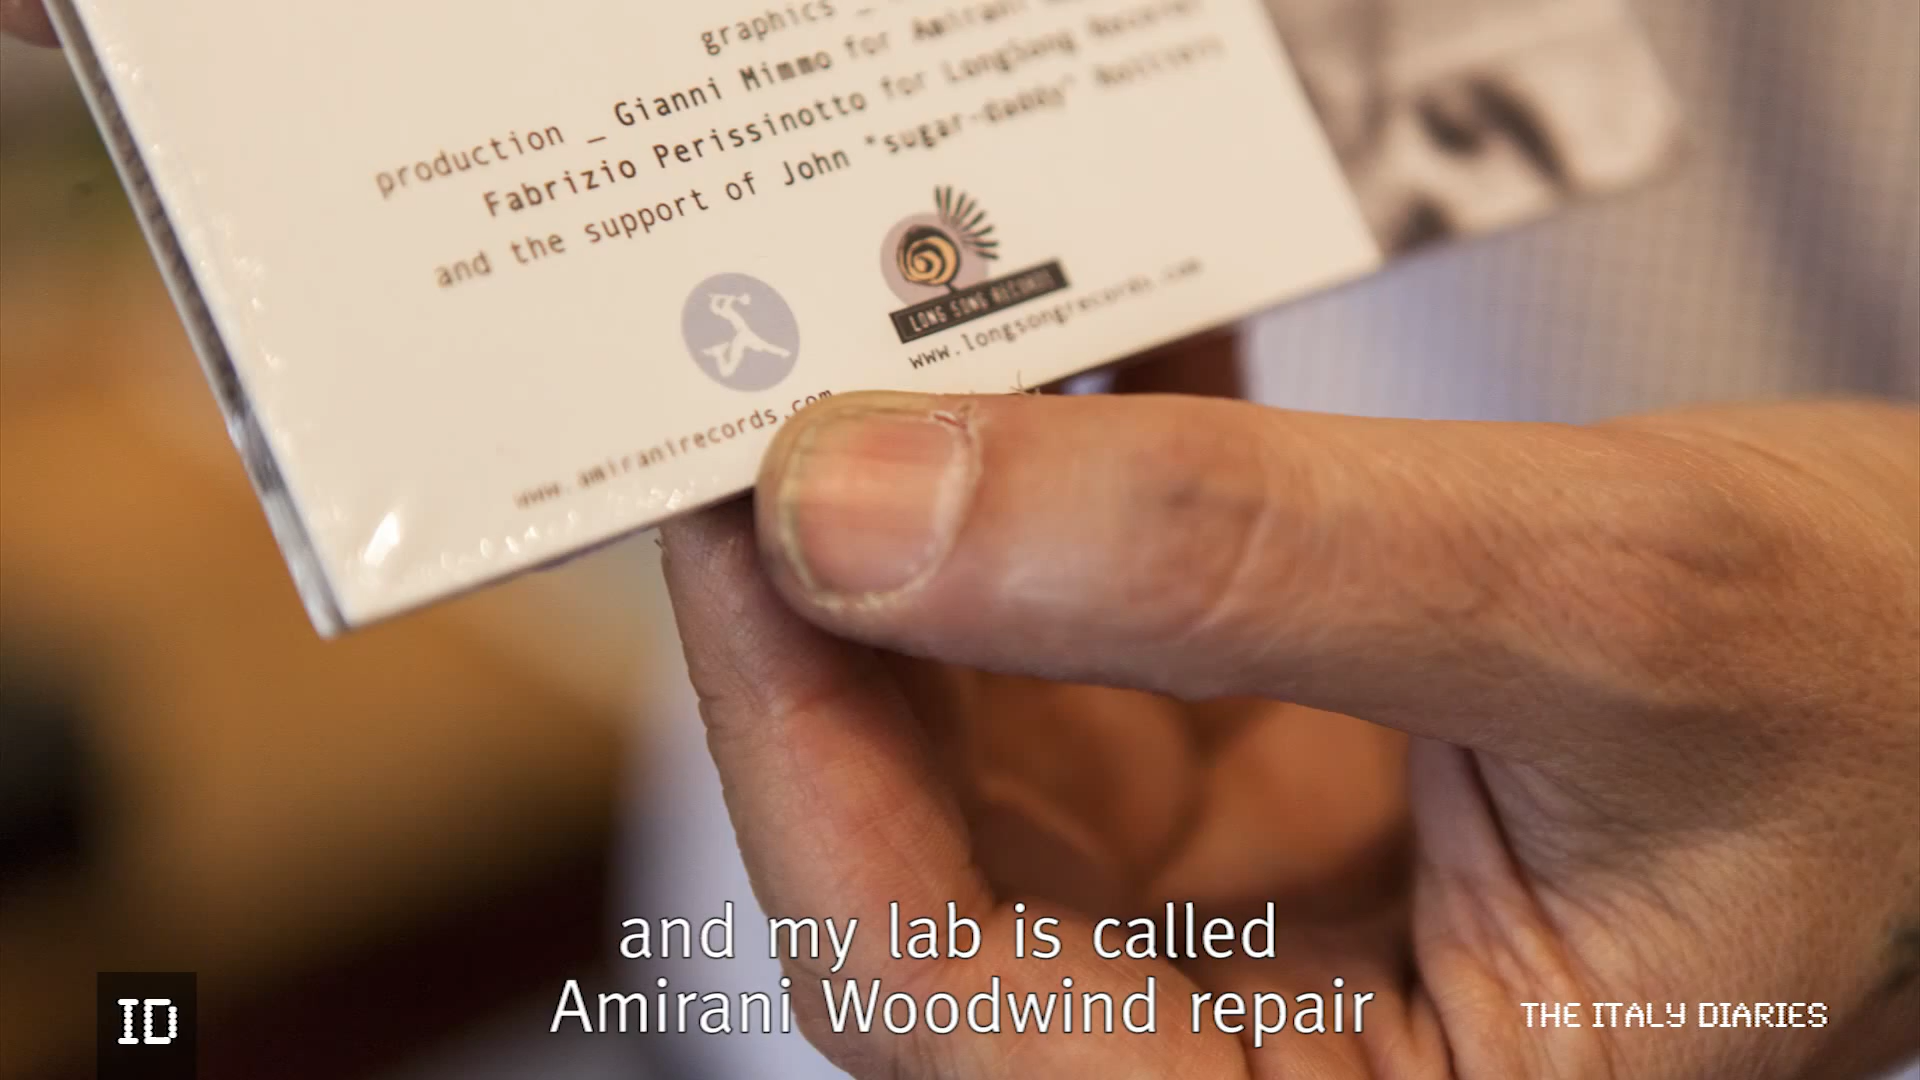 graphics _
production _ Gianni Mimmo for Amirani
Fabrizio Perissinotto for LongSong Records
and the support of John "sugar-daddy"
LONG SONG RECORDS
www.longsongrecords.com
www.amiranirecords.com
and my lab is called
Amirani Woodwind repair
ID
THE ITALY DIARIES